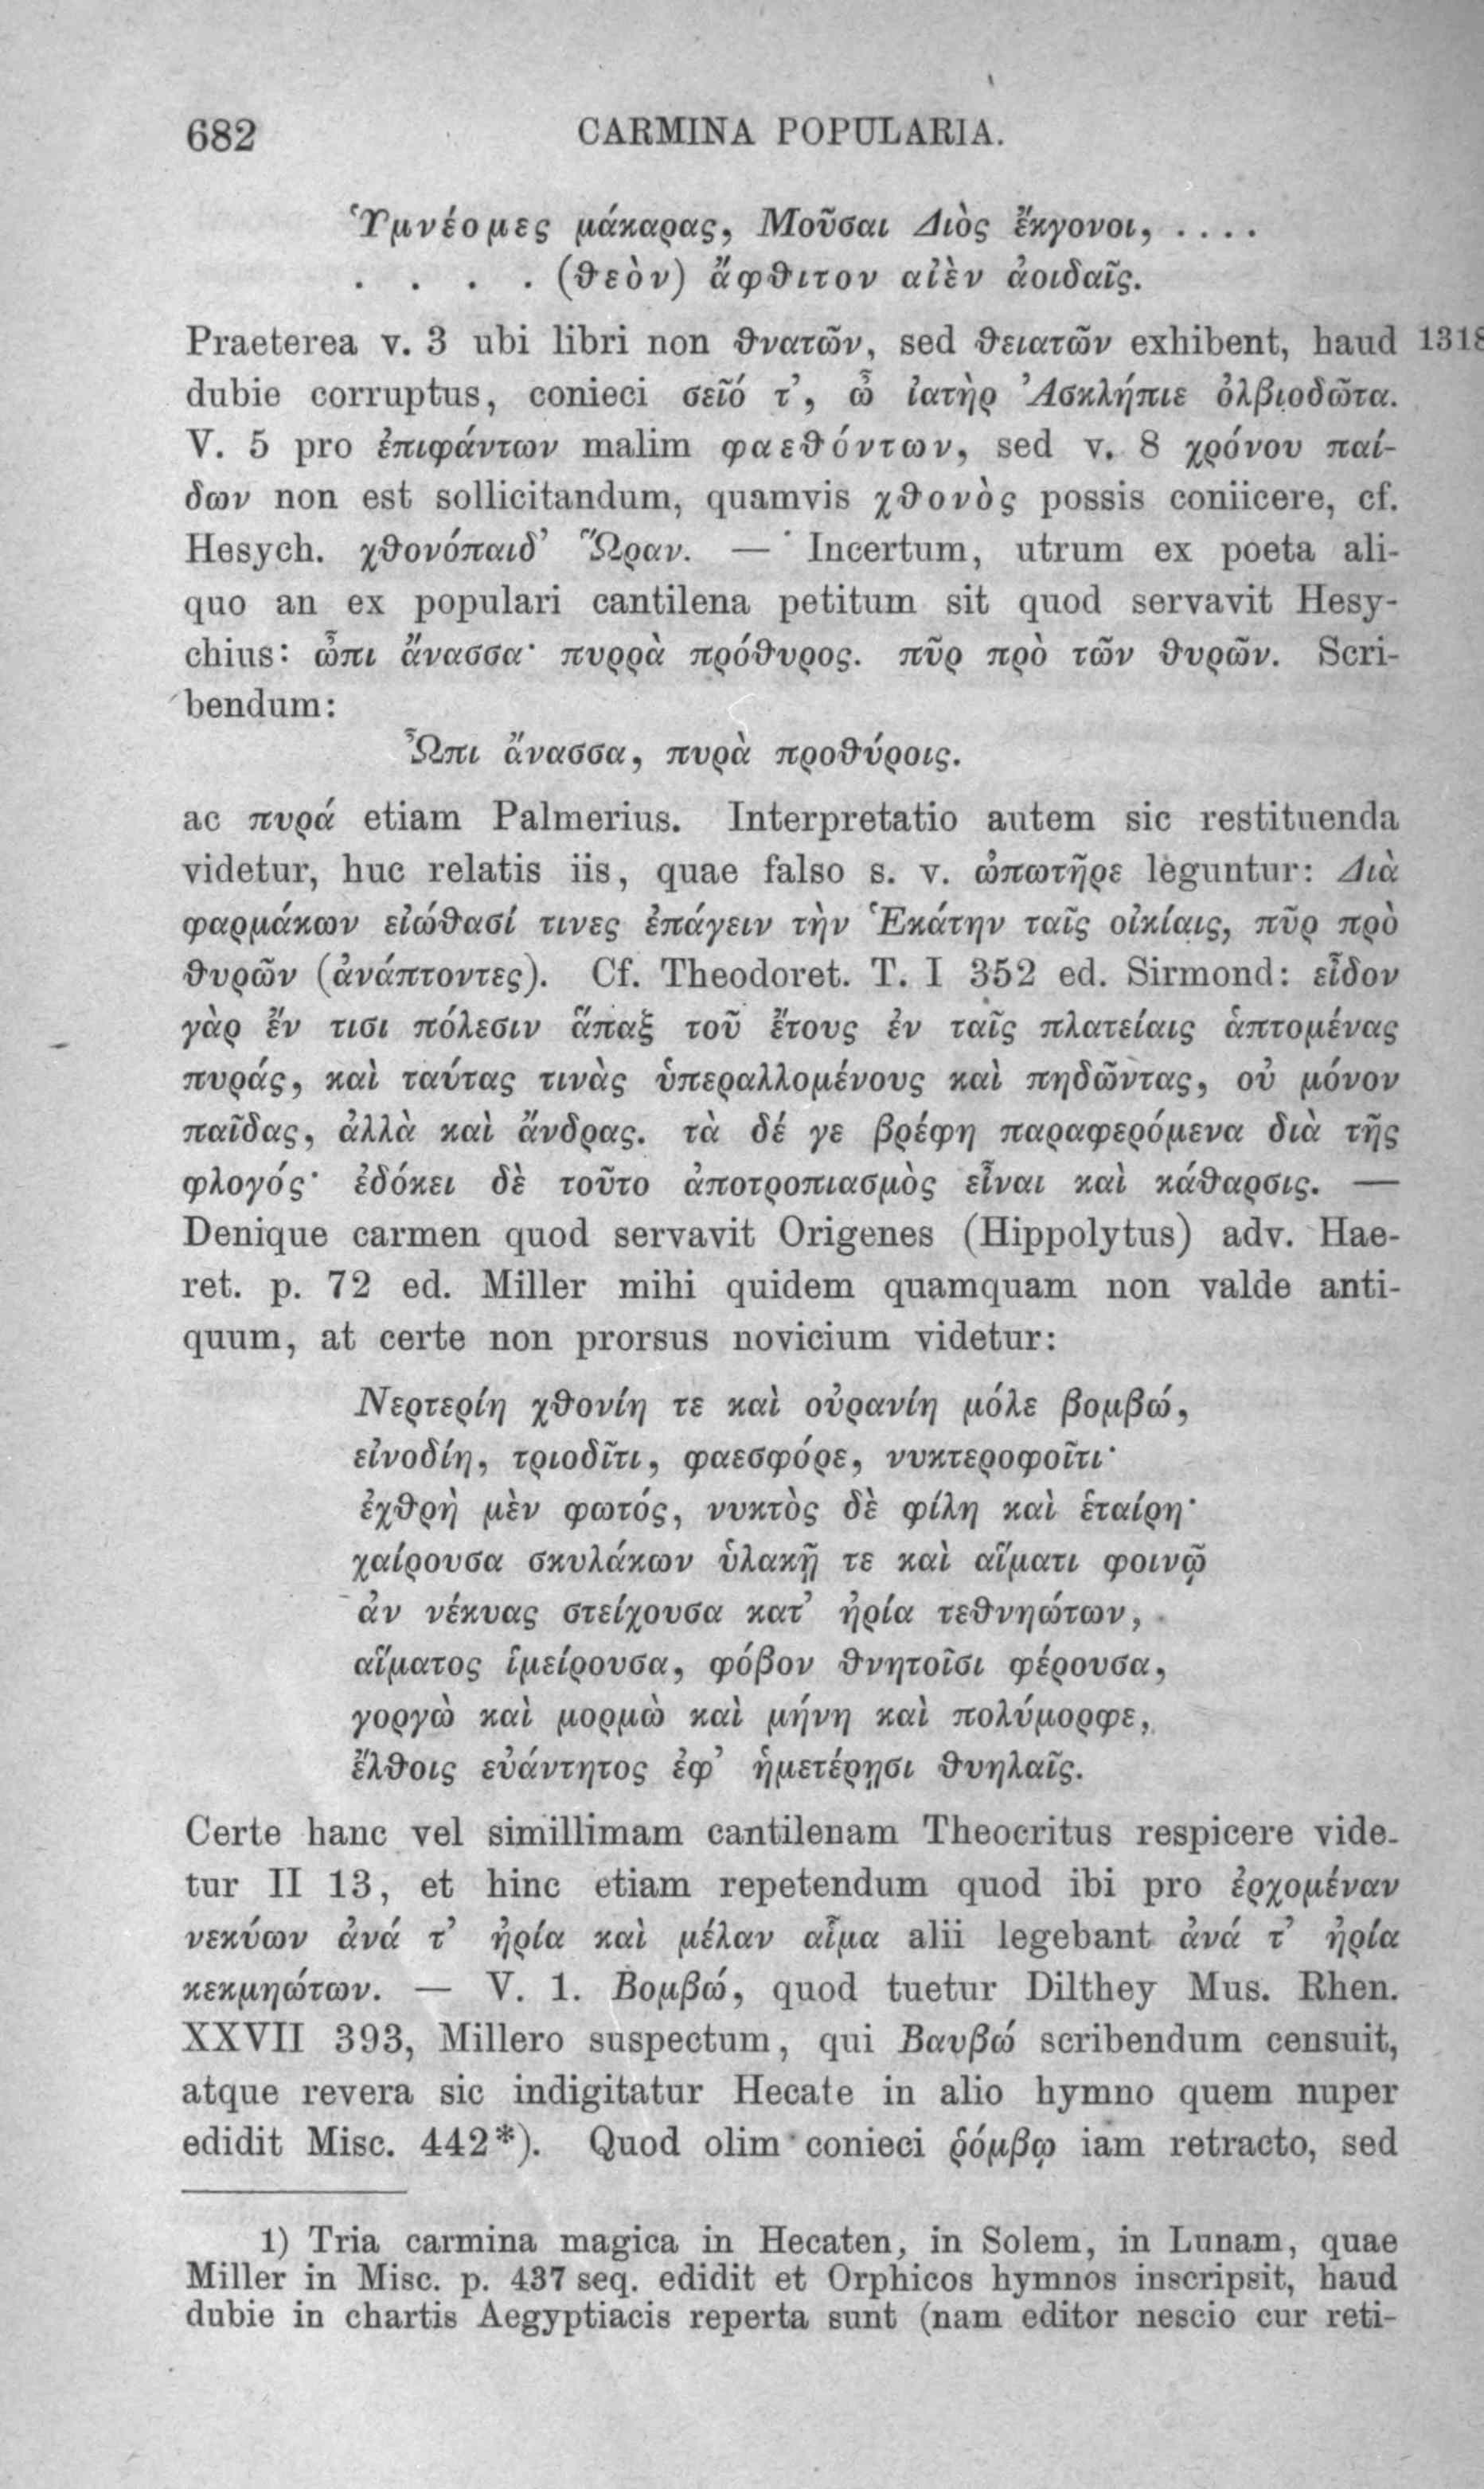 682 CARMINA POPULARIA.
Ὑμνέομες μάκαρας, Μοῦσαι Διὸς ἔκγονοι, . . . .
. . . . (θεὸν) ἄφθιτον αἰὲν ἀοιδαῖς.
Praeterea v. 3 ubi libri non θνατῶν, sed θειατῶν exhibent, haud
dubie corruptus, conieci σεῖό τ', ὦ ἰατὴρ Ἀσκλήπιε ὀλβιοδῶτα.
V. 5 pro ἐπιφάντων malim φαεθόντων, sed v. 8 χρόνου παί-
δων non est sollicitandum, quamvis χθονὸς possis coniicere, cf.
Hesych. χθονόπαιδ' Ὥραν. — Incertum, utrum ex poeta ali-
quo an ex populari cantilena petitum sit quod servavit Hesy-
chius: ὦπι ἄνασσα· πυρρὰ πρόθυρος. πῦρ πρὸ τῶν θυρῶν. Scri-
bendum:
Ὦπι ἄνασσα, πυρὰ προθύροις.
ac πυρά etiam Palmerius. Interpretatio autem sic restituenda
videtur, huc relatis iis, quae falso s. v. ὠπωτῆρε leguntur: Διὰ
φαρμάκων εἰώθασί τινες ἐπάγειν τὴν Ἑκάτην ταῖς οἰκίαις, πῦρ πρὸ
θυρῶν (ἀνάπτοντες). Cf. Theodoret. T. I 352 ed. Sirmond: εἶδον
γὰρ ἔν τισι πόλεσιν ἅπαξ τοῦ ἔτους ἐν ταῖς πλατείαις ἁπτομένας
πυράς, καὶ ταύτας τινὰς ὑπεραλλομένους καὶ πηδῶντας, οὐ μόνον
παῖδας, ἀλλὰ καὶ ἄνδρας. τὰ δέ γε βρέφη παραφερόμενα διὰ τῆς
φλογός· ἐδόκει δὲ τοῦτο ἀποτροπιασμὸς εἶναι καὶ κάθαρσις. —
Denique carmen quod servavit Origenes (Hippolytus) adv. Hae-
ret. p. 72 ed. Miller mihi quidem quamquam non valde anti-
quum, at certe non prorsus novicium videtur:
Νερτερίη χθονίη τε καὶ οὐρανίη μόλε βομβώ,
εἰνοδίη, τριοδῖτι, φαεσφόρε, νυκτεροφοῖτι·
ἐχθρὴ μὲν φωτός, νυκτὸς δὲ φίλη καὶ ἑταίρη·
χαίρουσα σκυλάκων ὑλακῇ τε καὶ αἵματι φοινῷ
ἀν νέκυας στείχουσα κατ' ἠρία τεθνηώτων,
αἵματος ἱμείρουσα, φόβον θνητοῖσι φέρουσα,
γοργὼ καὶ μορμὼ καὶ μήνη καὶ πολύμορφε,
ἔλθοις εὐάντητος ἐφ' ἡμετέρῃσι θυηλαῖς.
Certe hanc vel simillimam cantilenam Theocritus respicere vide-
tur II 13, et hinc etiam repetendum quod ibi pro ἐρχομέναν
νεκύων ἀνά τ' ἠρία καὶ μέλαν αἷμα alii legebant ἀνά τ' ἠρία
κεκμηώτων. — V. 1. Βομβώ, quod tuetur Dilthey Mus. Rhen.
XXVII 393, Millero suspectum, qui Βαυβώ scribendum censuit,
atque revera sic indigitatur Hecate in alio hymno quem nuper
edidit Misc. 442*). Quod olim conieci ῥόμβῳ iam retracto, sed
1) Tria carmina magica in Hecaten, in Solem, in Lunam, quae
Miller in Misc. p. 437 seq. edidit et Orphicos hymnos inscripsit, haud
dubie in chartis Aegyptiacis reperta sunt (nam editor nescio cur reti-